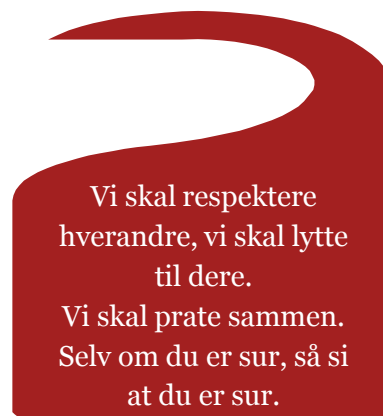 Vi skal respektere
hverandre, vi skal lytte
til dere.
Vi skal prate sammen.
Selv om du er sur, så si
at du er sur.